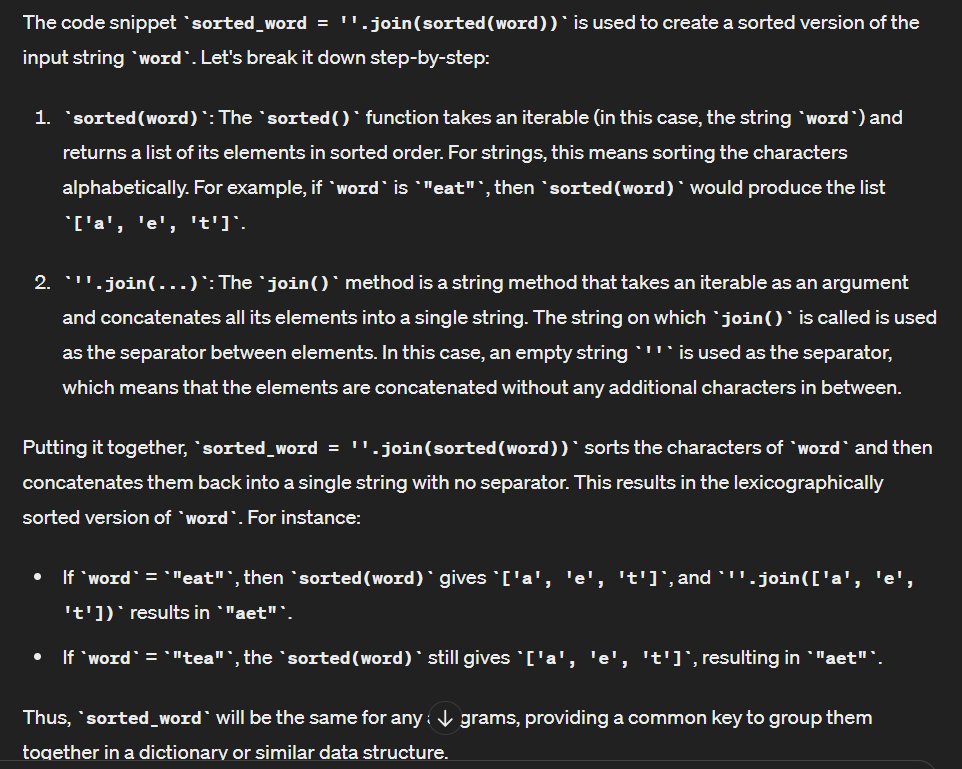 The code snippet `sorted_word = ''.join(sorted(word))` is used to create a sorted version of the
input string `word`. Let's break it down step-by-step:
1. `sorted(word)`: The `sorted()` function takes an iterable (in this case, the string `word`) and
returns a list of its elements in sorted order. For strings, this means sorting the characters
alphabetically. For example, if `word` is `"eat"`, then `sorted(word)` would produce the list
`['a', 'e', 't']`.
2. `''.join(...)`: The `join()` method is a string method that takes an iterable as an argument
and concatenates all its elements into a single string. The string on which `join()` is called is used
as the separator between elements. In this case, an empty string `''` is used as the separator,
which means that the elements are concatenated without any additional characters in between.
Putting it together, `sorted_word = ''.join(sorted(word))` sorts the characters of `word` and then
concatenates them back into a single string with no separator. This results in the lexicographically
sorted version of `word`. For instance:
• If `word` = `"eat"`, then `sorted(word)` gives `['a', 'e', 't']`, and `''.join(['a', 'e',
't'])` results in `"aet"`.
• If `word` = `"tea"`, the `sorted(word)` still gives `['a', 'e', 't']`, resulting in `"aet"`.
Thus, `sorted_word` will be the same for any grams, providing a common key to group them
together in a dictionary or similar data structure.